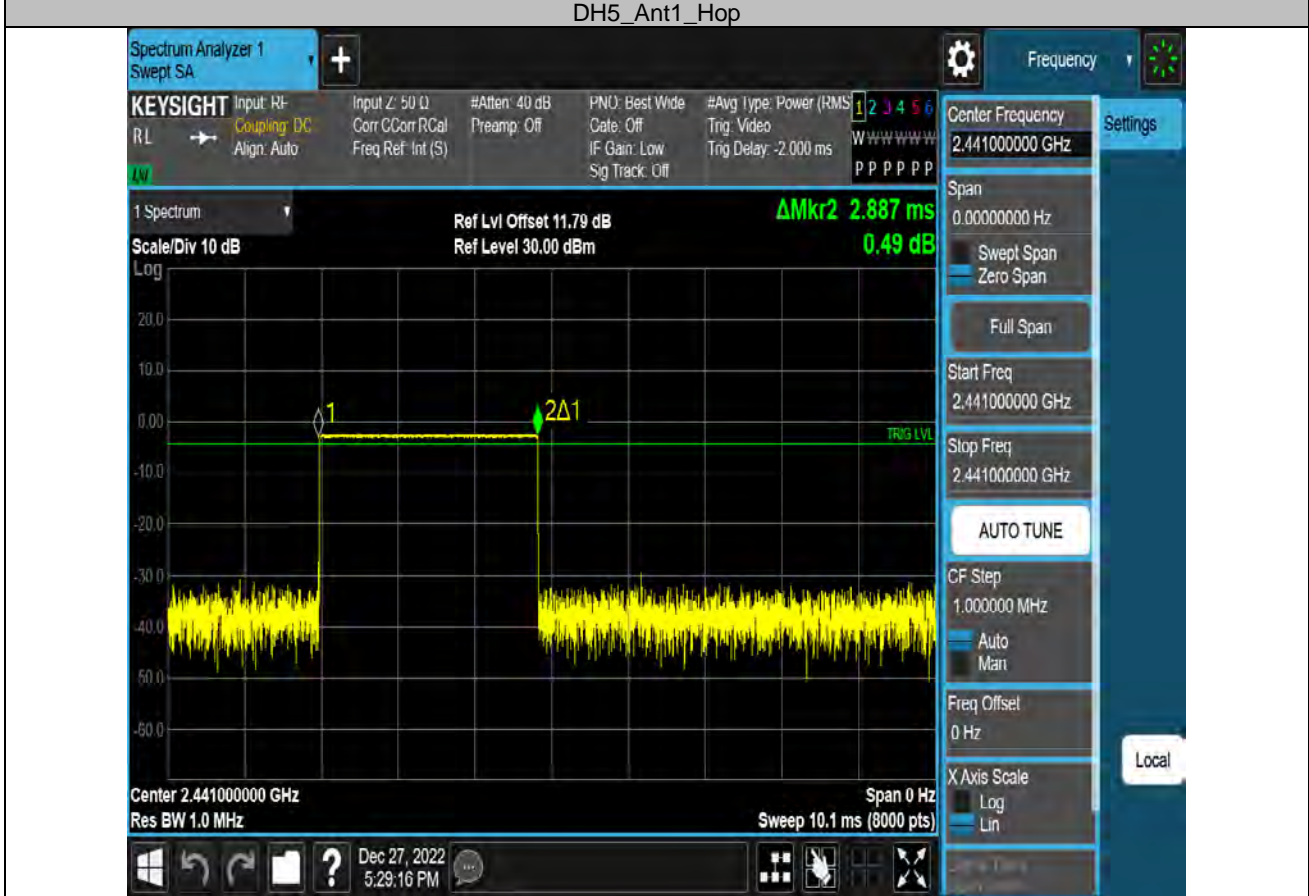 DH5_Ant1_Hop
Spectrum Analyzer 1
Swept SA
+
Frequency
KEYSIGHT
RL
Input: RF
Coupling: DC
Align: Auto
Input Z: 50 Ω
Corr CCorr RCal
Freq Ref: Int (S)
#Atten: 40 dB
Preamp: Off
PNO: Best Wide
Gate: Off
IF Gain: Low
Sig Track: Off
#Avg Type: Power (RMS
Trig: Video
Trig Delay: -2.000 ms
1 2 3 4 5 6
W W W W W W
P P P P P P
1 Spectrum
Scale/Div 10 dB
Log
Ref Lvl Offset 11.79 dB
Ref Level 30.00 dBm
ΔMkr2 2.887 ms
0.49 dB
20.0
10.0
0.00
-10.0
-20.0
-30.0
-40.0
-50.0
-60.0
1
2Δ1
TRIG LVL
Center 2.441000000 GHz
Res BW 1.0 MHz
Span 0 Hz
Sweep 10.1 ms (8000 pts)
?
Dec 27, 2022
5:29:16 PM
Center Frequency
2.441000000 GHz
Span
0.00000000 Hz
Swept Span
Zero Span
Full Span
Start Freq
2.441000000 GHz
Stop Freq
2.441000000 GHz
AUTO TUNE
CF Step
1.000000 MHz
Auto
Man
Freq Offset
0 Hz
X Axis Scale
Log
Lin
Settings
Local